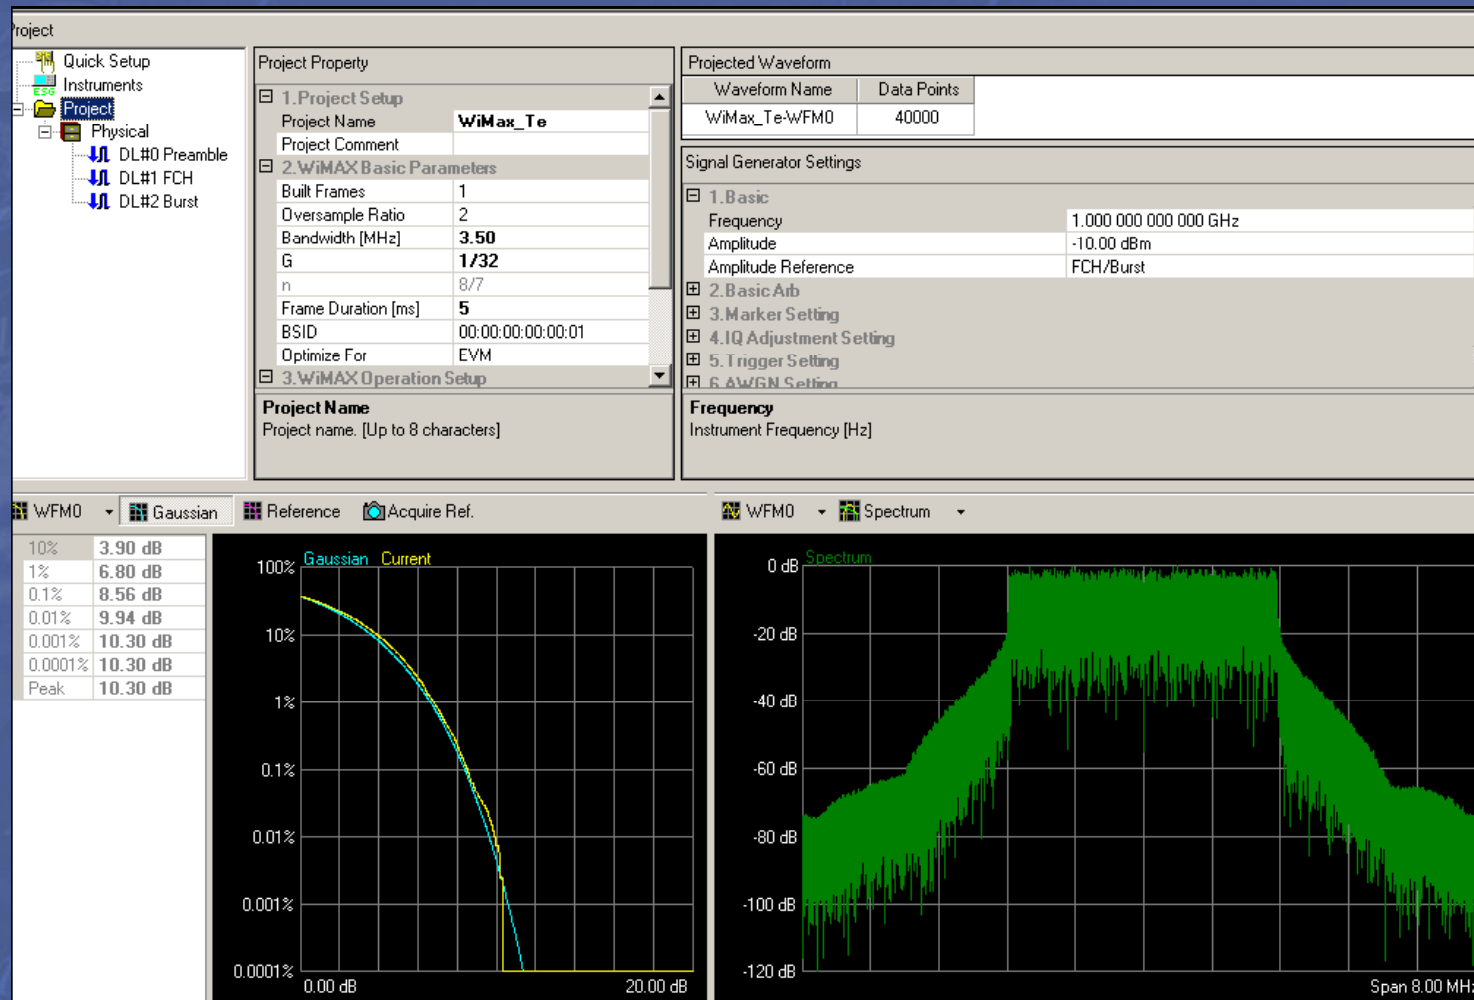 Project
Quick Setup
Instruments
Project
Physical
DL#0 Preamble
DL#1 FCH
DL#2 Burst
Project Property
1.Project Setup
Project Name WiMax_Te
Project Comment
2.WiMAX Basic Parameters
Built Frames 1
Oversample Ratio 2
Bandwidth [MHz] 3.50
G 1/32
n 8/7
Frame Duration [ms] 5
BSID 00:00:00:00:00:01
Optimize For EVM
3.WiMAX Operation Setup
Project Name
Project name. [Up to 8 characters]
Projected Waveform
Waveform Name Data Points
WiMax_Te-WFM0 40000
Signal Generator Settings
1.Basic
Frequency 1.000 000 000 000 GHz
Amplitude -10.00 dBm
Amplitude Reference FCH/Burst
2.Basic Arb
3.Marker Setting
4.IQ Adjustment Setting
5.Trigger Setting
6.AWGN Setting
Frequency
Instrument Frequency [Hz]
WFM0 Gaussian Reference Acquire Ref.
10% 3.90 dB
1% 6.80 dB
0.1% 8.56 dB
0.01% 9.94 dB
0.001% 10.30 dB
0.0001% 10.30 dB
Peak 10.30 dB
Gaussian Current
100%
10%
1%
0.1%
0.01%
0.001%
0.0001%
0.00 dB 20.00 dB
WFM0 Spectrum
Spectrum
0 dB
-20 dB
-40 dB
-60 dB
-80 dB
-100 dB
-120 dB
Span 8.00 MHz